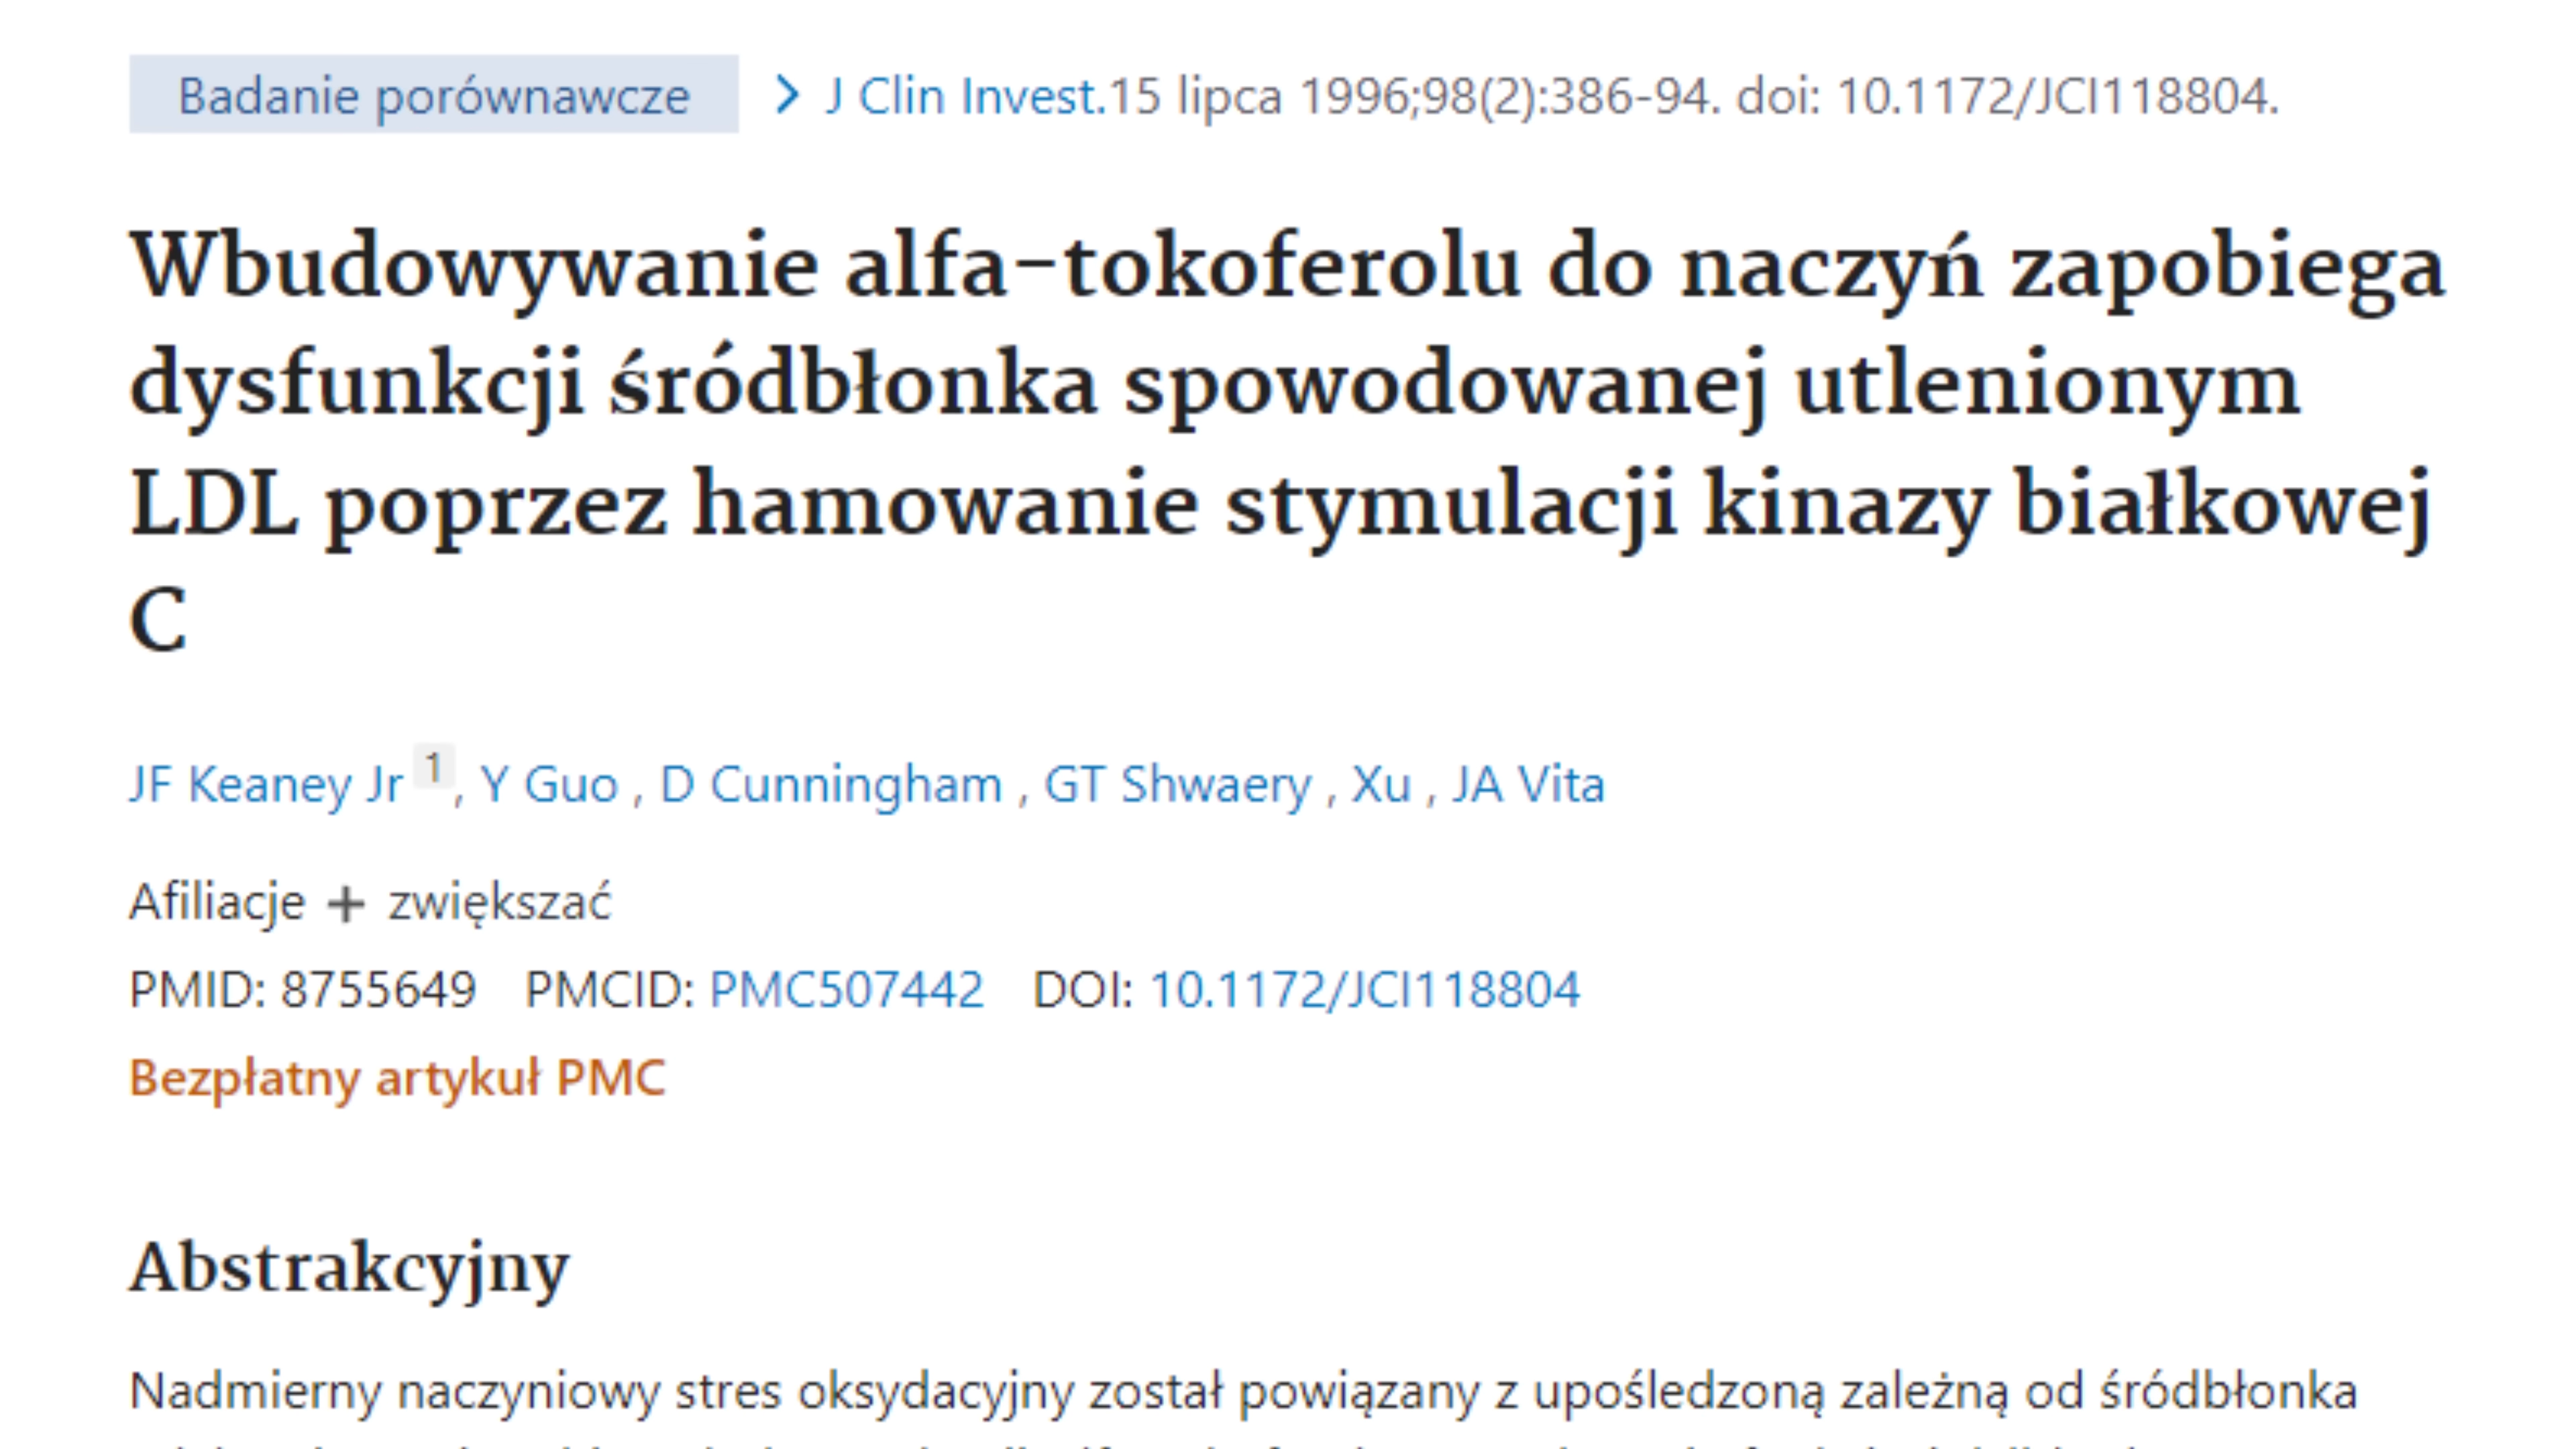 Badanie porównawcze > J Clin Invest.15 lipca 1996;98(2):386-94. doi: 10.1172/JCI118804.
Wbudowywanie alfa-tokoferolu do naczyń zapobiega
dysfunkcji śródbłonka spowodowanej utlenionym
LDL poprzez hamowanie stymulacji kinazy białkowej
C
JF Keaney Jr 1, Y Guo , D Cunningham , GT Shwaery , Xu , JA Vita
Afiliacje + zwiększać
PMID: 8755649 PMCID: PMC507442 DOI: 10.1172/JCI118804
Bezpłatny artykuł PMC
Abstrakcyjny
Nadmierny naczyniowy stres oksydacyjny został powiązany z upośledzoną zależną od śródbłonka